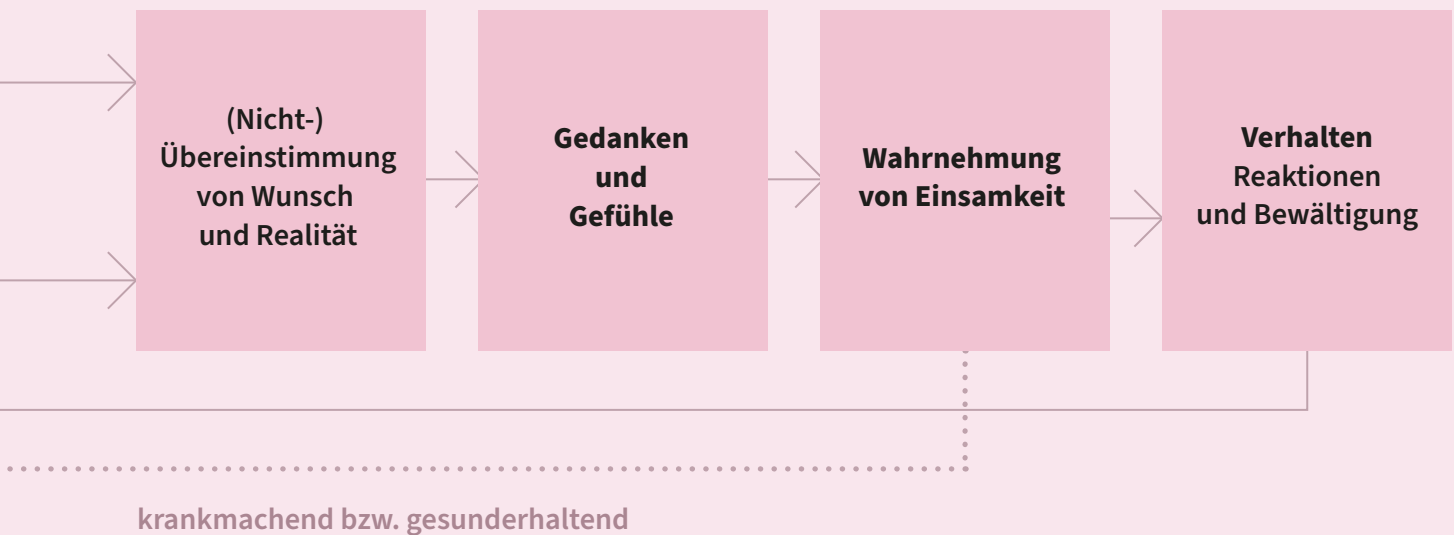 (Nicht-)
Übereinstimmung
von Wunsch
und Realität
Gedanken
und
Gefühle
Wahrnehmung
von Einsamkeit
Verhalten
Reaktionen
und Bewältigung
krankmachend bzw. gesunderhaltend